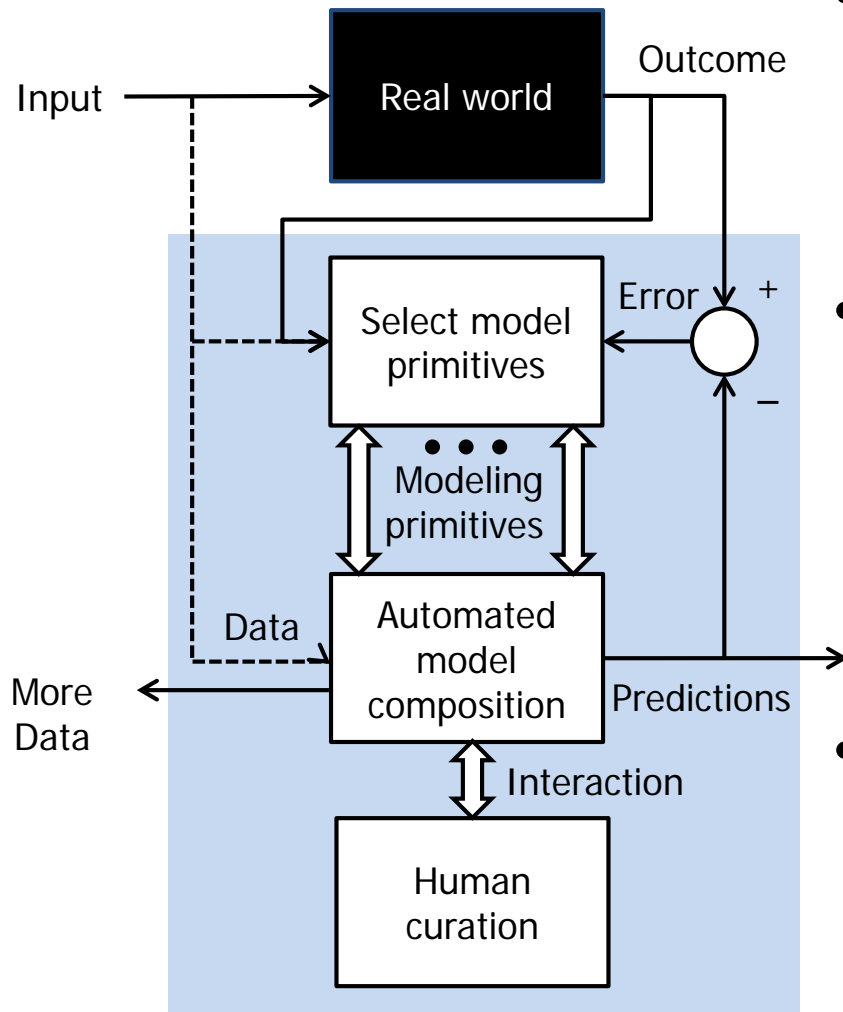 Outcome
Input
Real world
Error
+
Select model
primitives
−
• • •
Modeling
primitives
Data
Automated
model
composition
More
Data
Predictions
Interaction
Human
curation